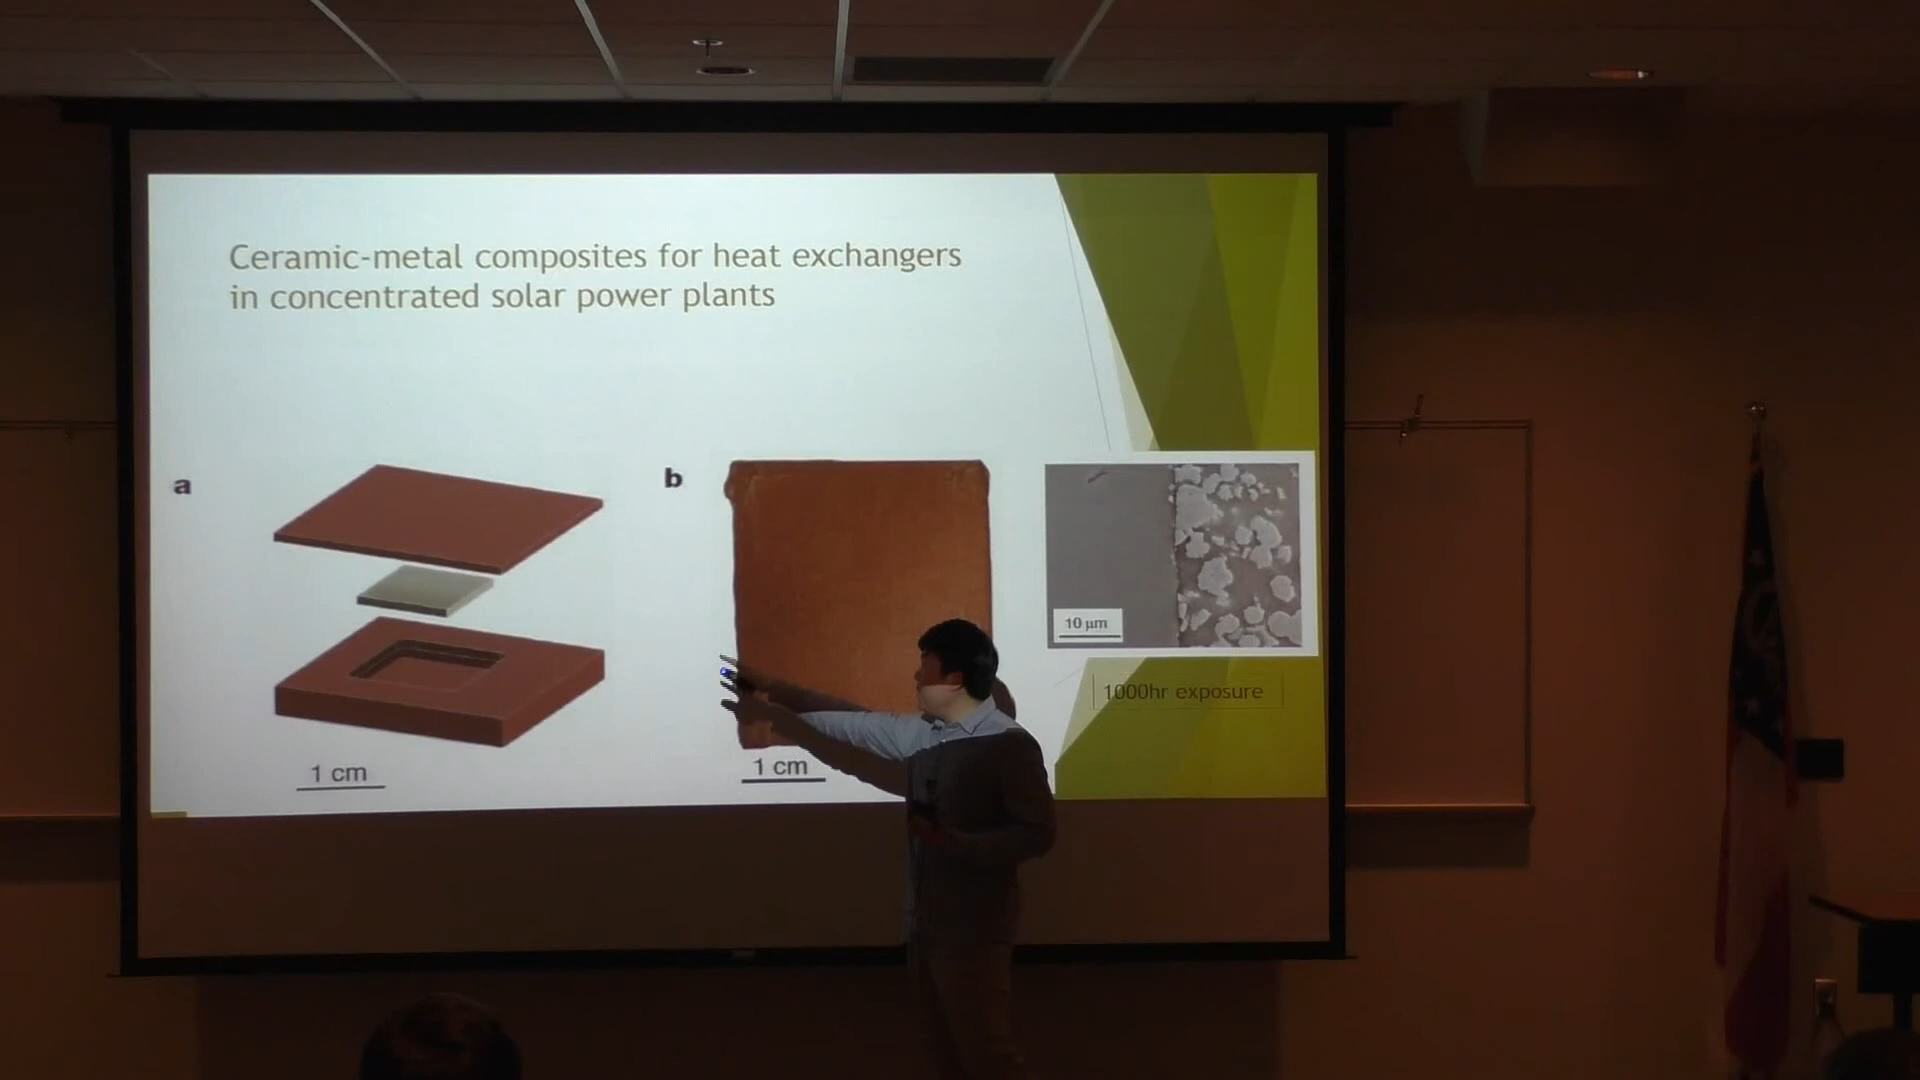 Ceramic-metal composites for heat exchangers
in concentrated solar power plants
a
b
10 µm
1000hr exposure
1 cm
1 cm